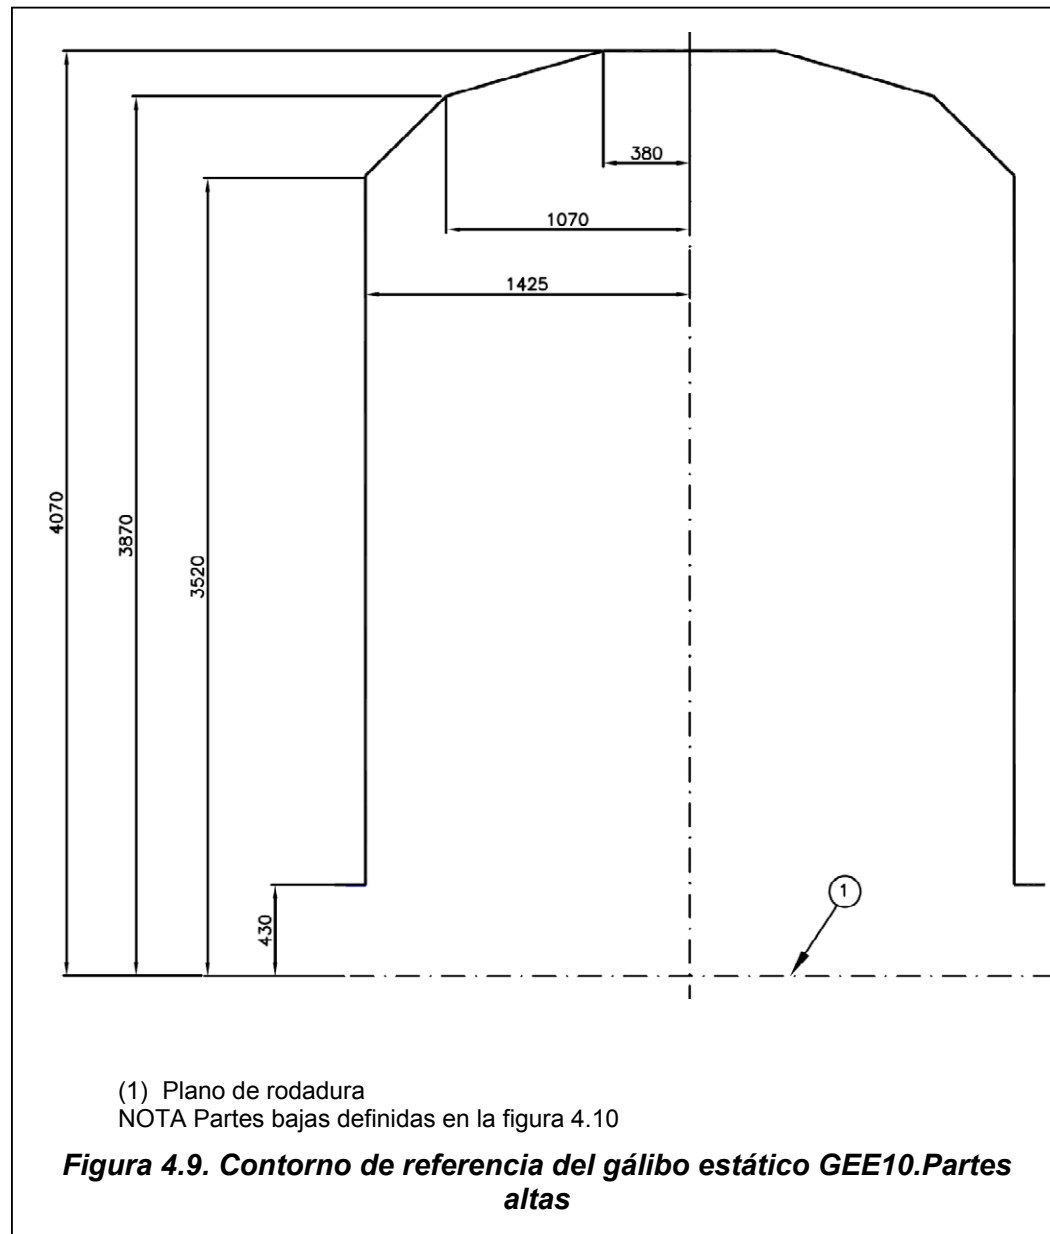 380
1070
1425
4070
3870
3520
430
1
(1) Plano de rodadura
NOTA Partes bajas definidas en la figura 4.10
Figura 4.9. Contorno de referencia del gálibo estático GEE10.Partes
altas